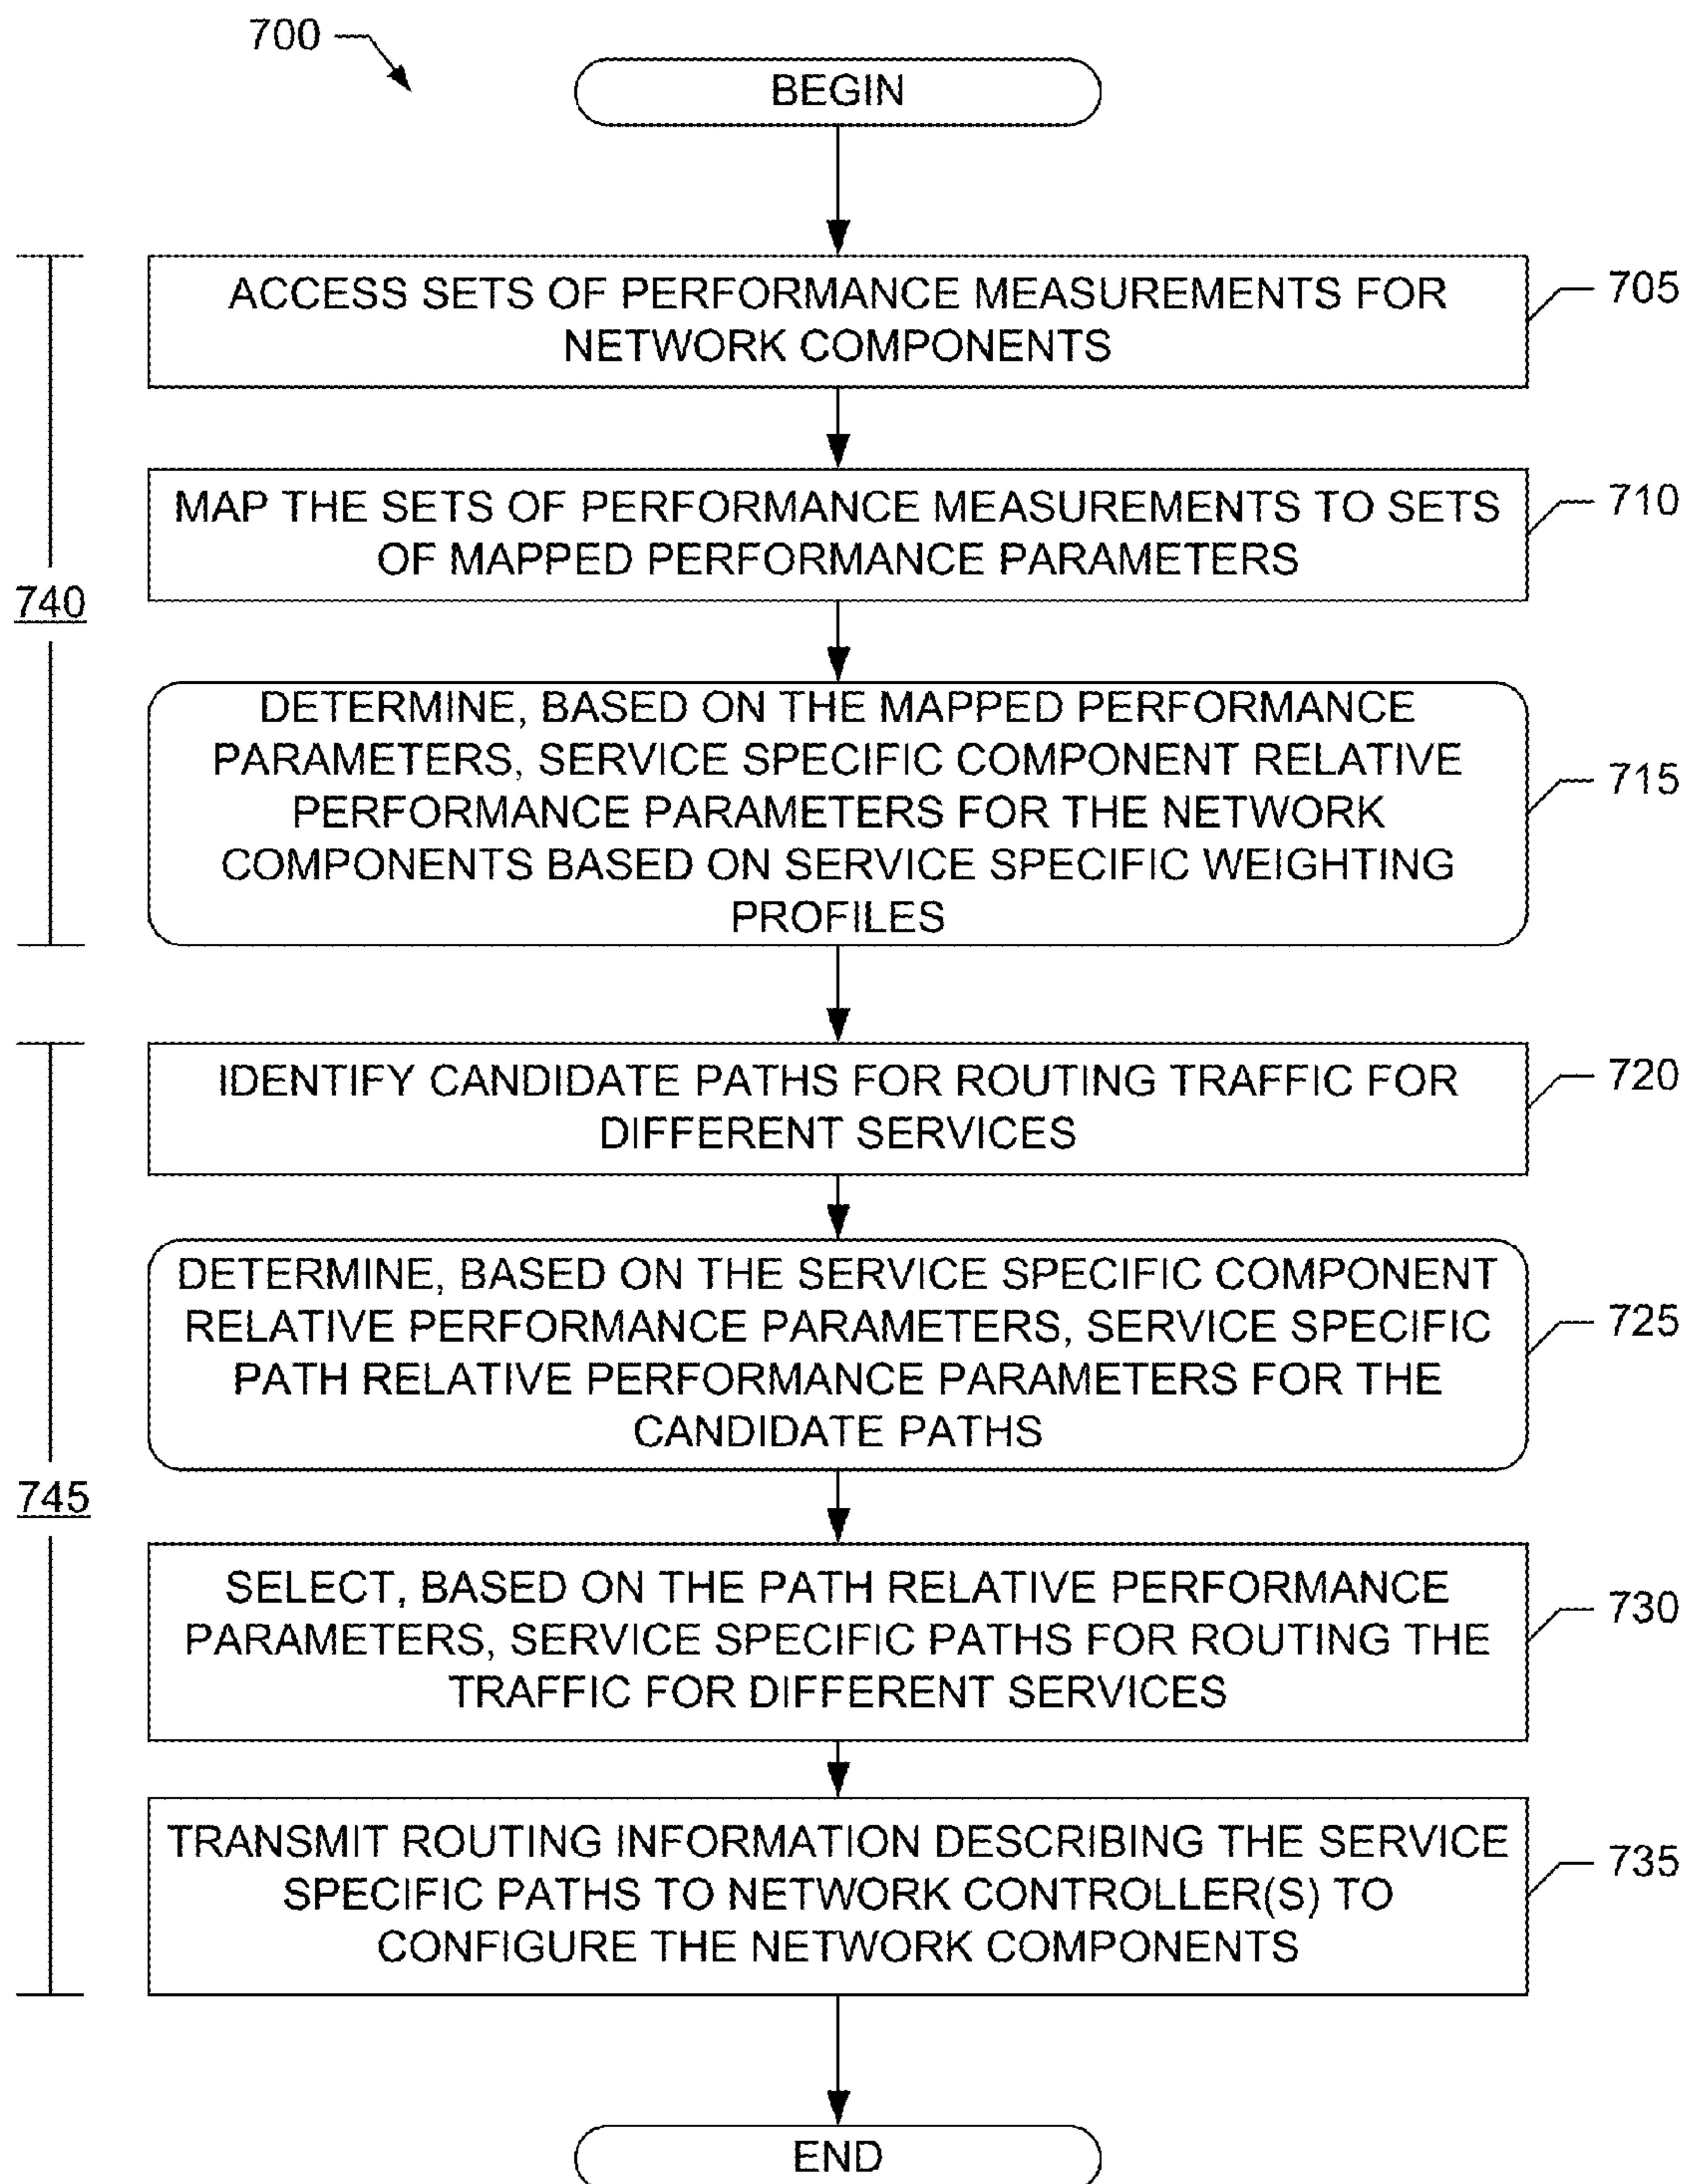 700
BEGIN
ACCESS SETS OF PERFORMANCE MEASUREMENTS FOR
NETWORK COMPONENTS
705
MAP THE SETS OF PERFORMANCE MEASUREMENTS TO SETS
OF MAPPED PERFORMANCE PARAMETERS
710
740
DETERMINE, BASED ON THE MAPPED PERFORMANCE
PARAMETERS, SERVICE SPECIFIC COMPONENT RELATIVE
PERFORMANCE PARAMETERS FOR THE NETWORK
COMPONENTS BASED ON SERVICE SPECIFIC WEIGHTING
PROFILES
715
IDENTIFY CANDIDATE PATHS FOR ROUTING TRAFFIC FOR
DIFFERENT SERVICES
720
DETERMINE, BASED ON THE SERVICE SPECIFIC COMPONENT
RELATIVE PERFORMANCE PARAMETERS, SERVICE SPECIFIC
PATH RELATIVE PERFORMANCE PARAMETERS FOR THE
CANDIDATE PATHS
725
745
SELECT, BASED ON THE PATH RELATIVE PERFORMANCE
PARAMETERS, SERVICE SPECIFIC PATHS FOR ROUTING THE
TRAFFIC FOR DIFFERENT SERVICES
730
TRANSMIT ROUTING INFORMATION DESCRIBING THE SERVICE
SPECIFIC PATHS TO NETWORK CONTROLLER(S) TO
CONFIGURE THE NETWORK COMPONENTS
735
END